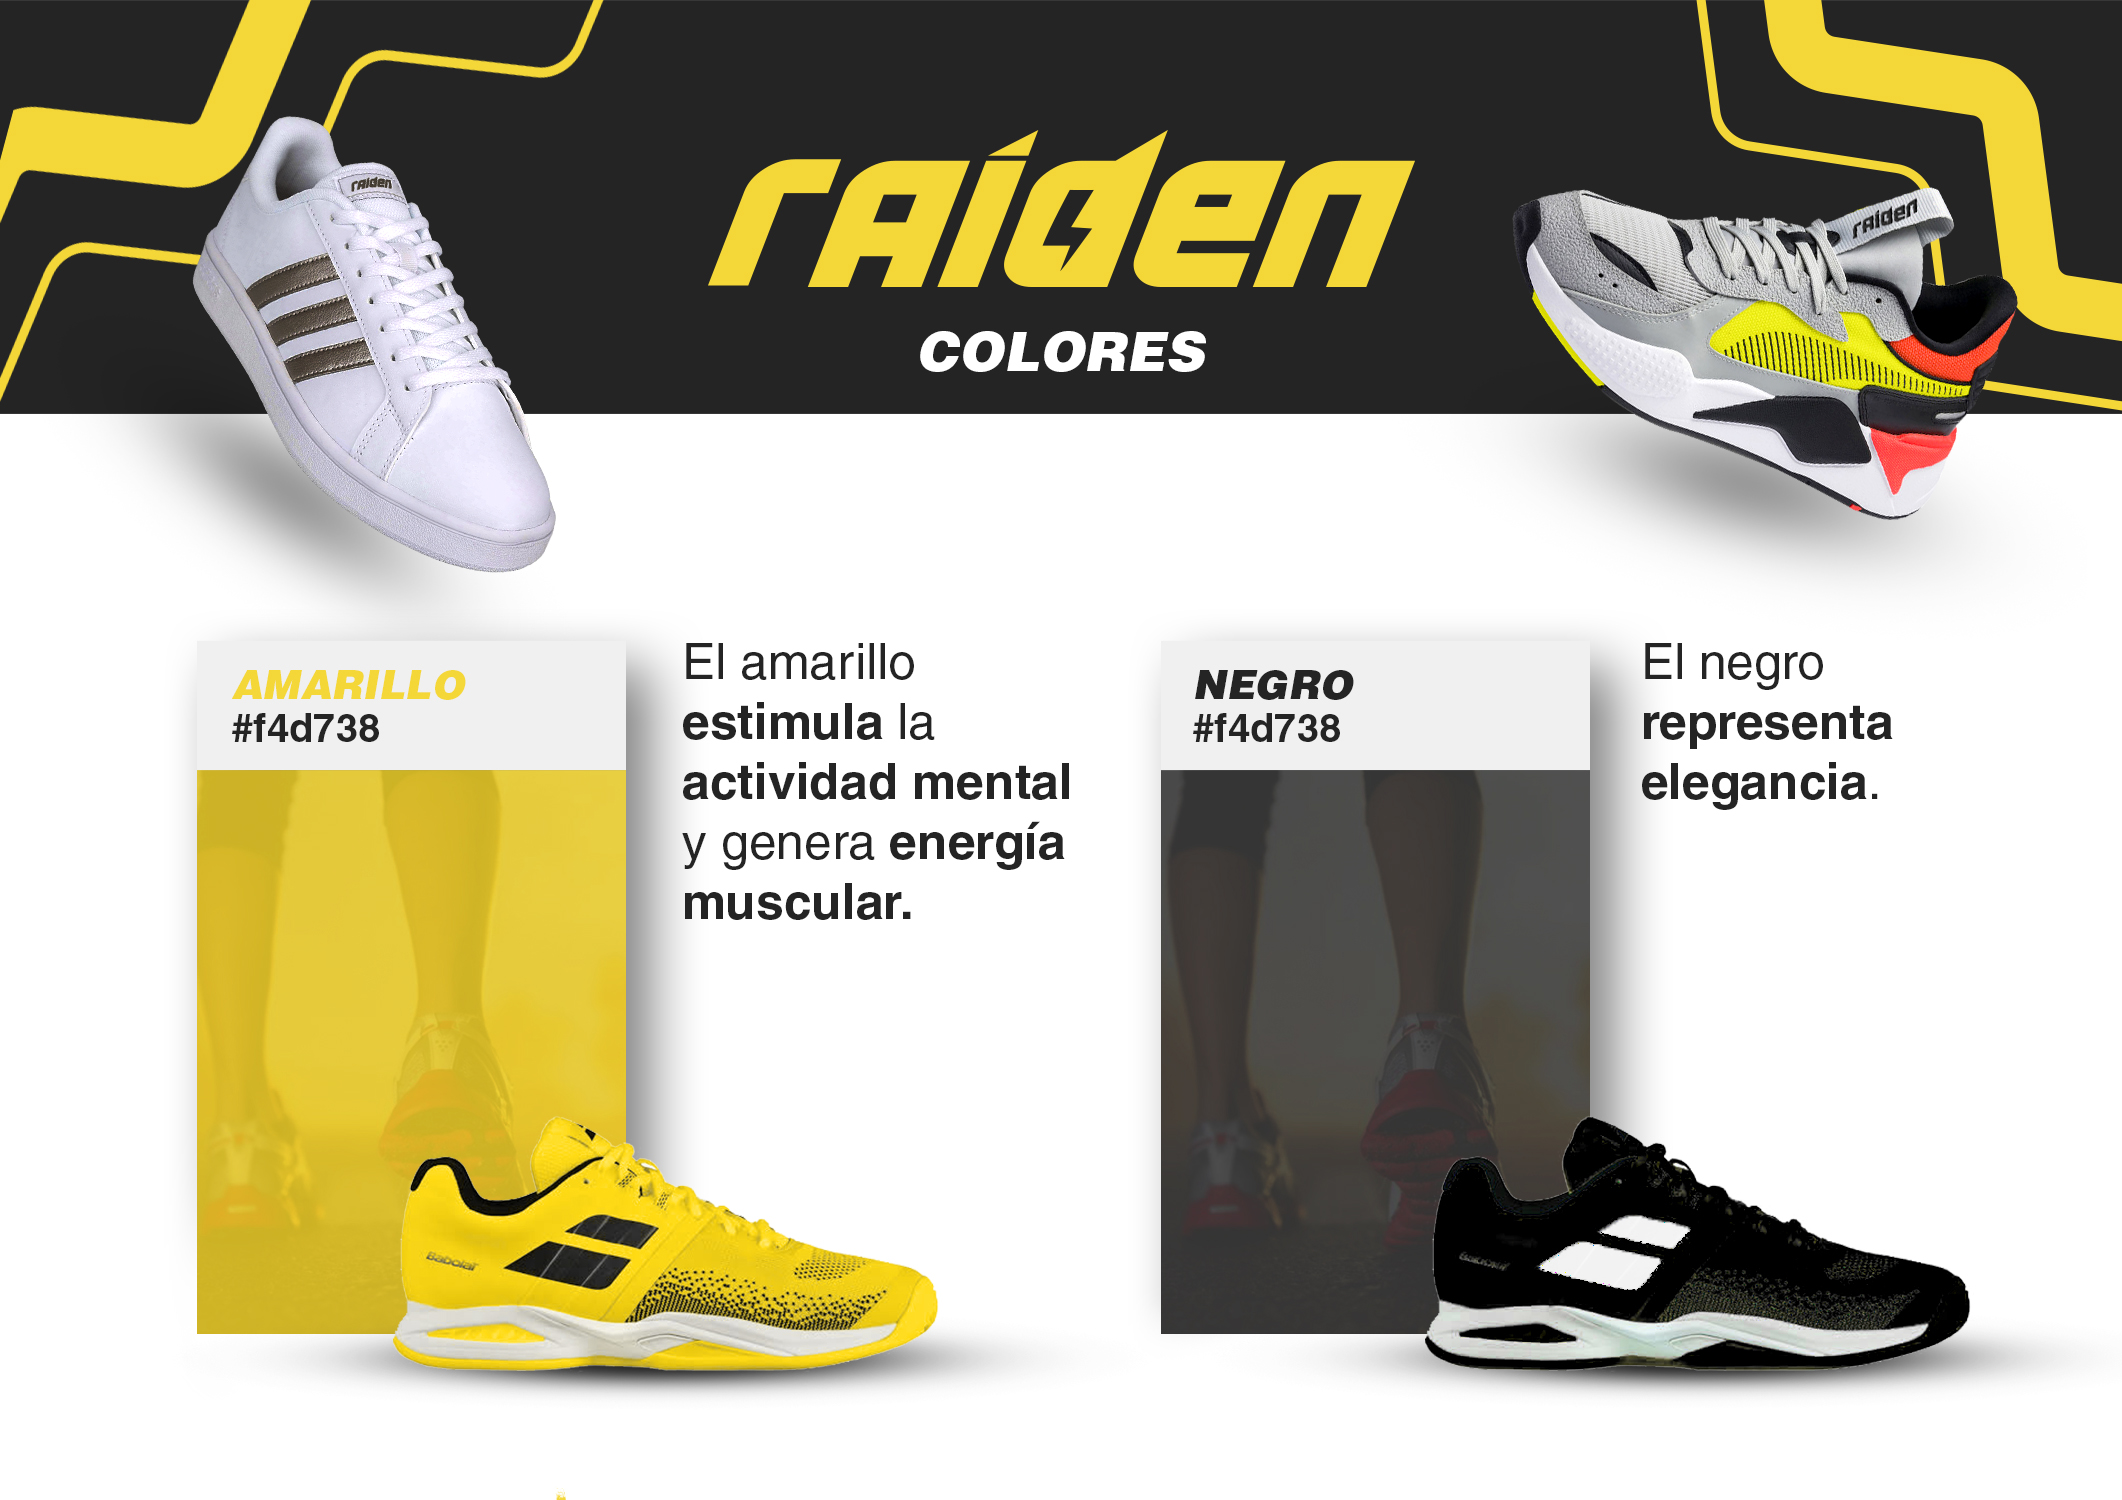 raiden
raiden
raiden
COLORES
AMARILLO
#f4d738
El amarillo
estimula la
actividad mental
y genera energía
muscular.
NEGRO
#f4d738
El negro
representa
elegancia.
Babolat
Babolat